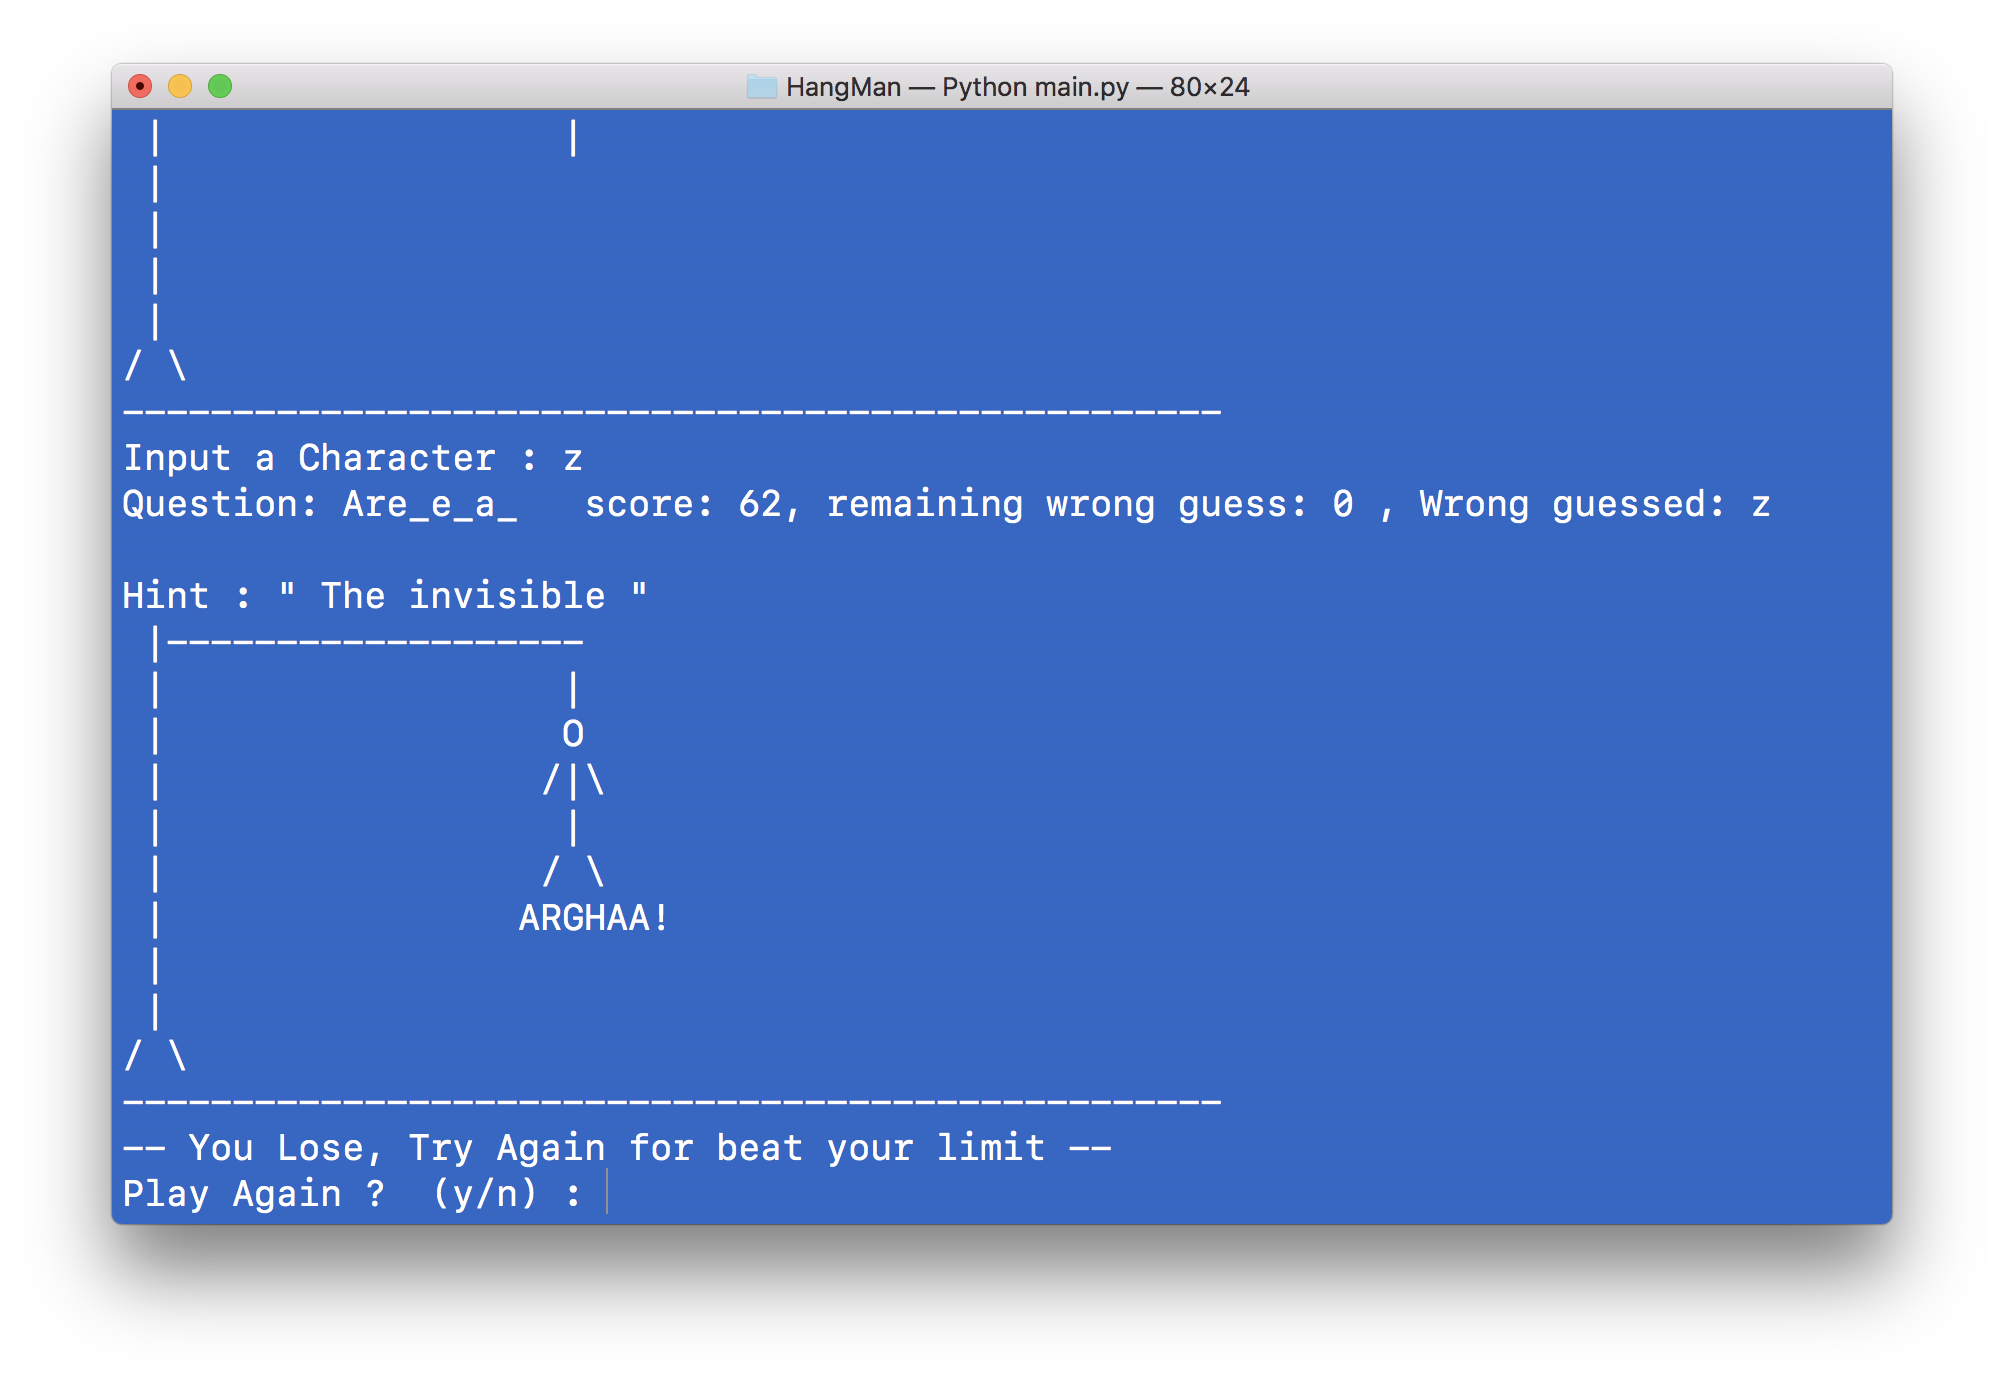 HangMan — Python main.py — 80×24
|                  |
|
|
|
|
/ \
--------------------------------------------------
Input a Character : z
Question: Are_e_a_   score: 62, remaining wrong guess: 0 , Wrong guessed: z
Hint : " The invisible "
|-------------------
|                  |
|                  O
|                 /|\
|                  |
|                 / \
|                ARGHAA!
|
|
/ \
--------------------------------------------------
-- You Lose, Try Again for beat your limit --
Play Again ?  (y/n) :